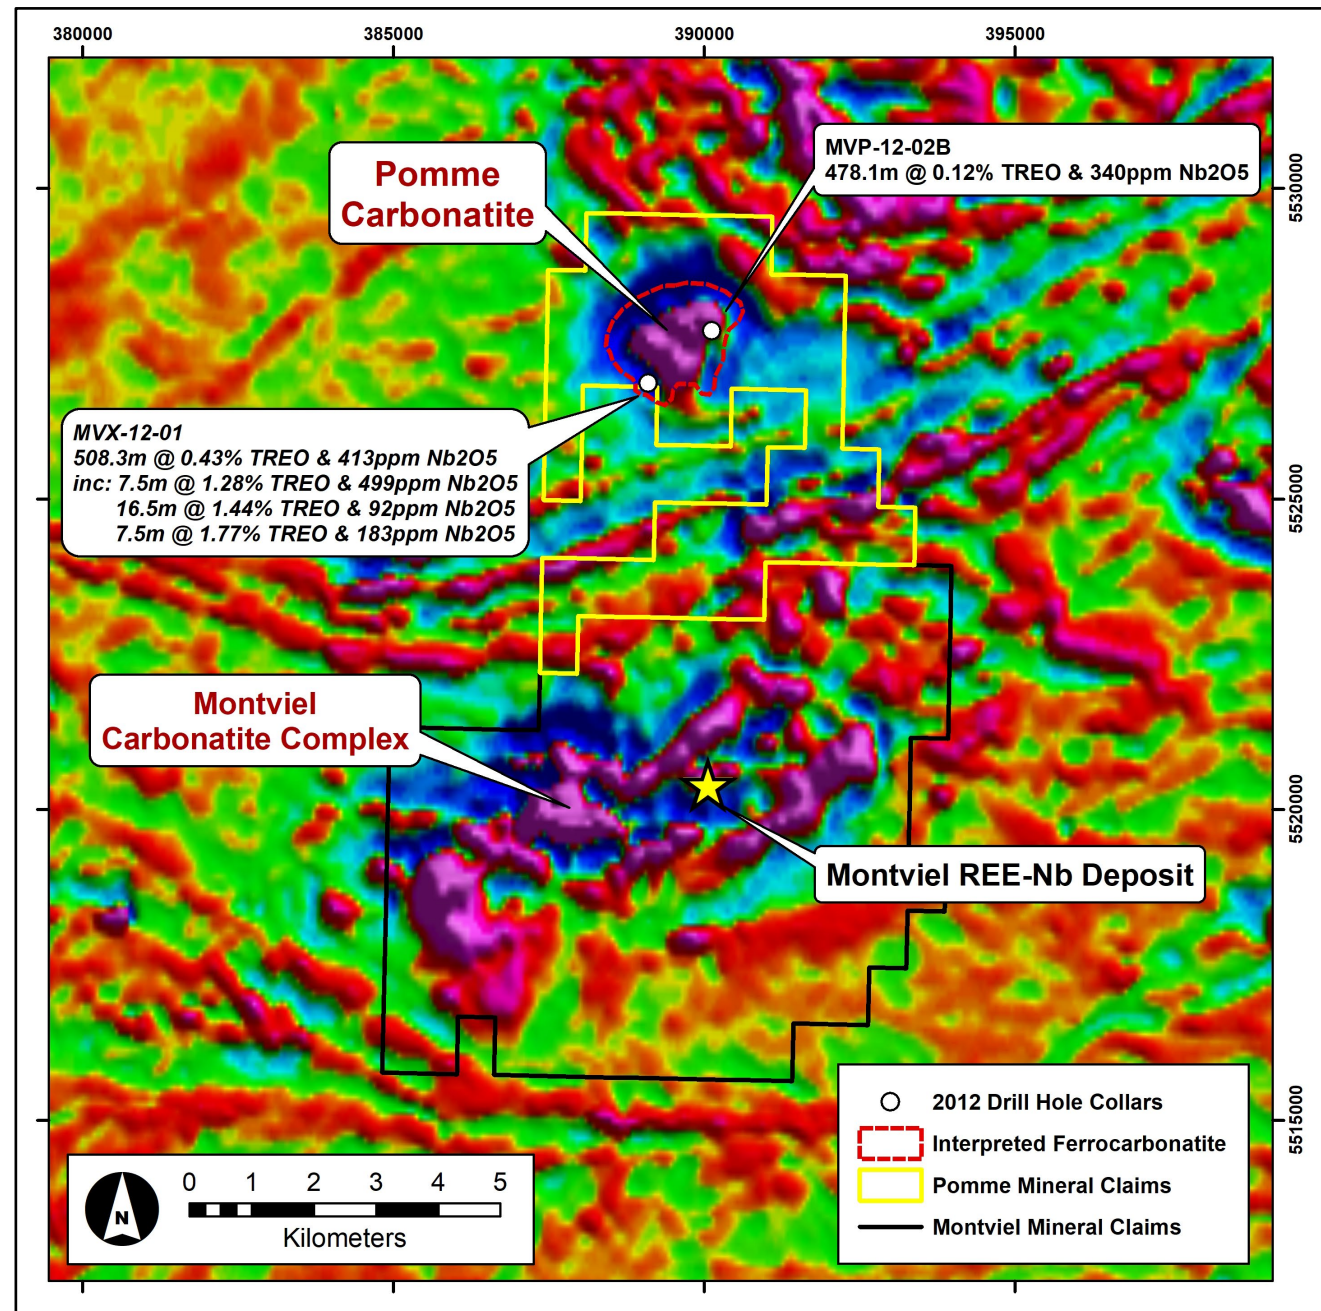 380000
385000
390000
395000
MVP-12-02B
478.1m @ 0.12% TREO & 340ppm Nb2O5
Pomme
Carbonatite
5530000
MVX-12-01
508.3m @ 0.43% TREO & 413ppm Nb2O5
inc: 7.5m @ 1.28% TREO & 499ppm Nb2O5
16.5m @ 1.44% TREO & 92ppm Nb2O5
7.5m @ 1.77% TREO & 183ppm Nb2O5
5525000
Montviel
Carbonatite Complex
5520000
Montviel REE-Nb Deposit
5515000
N
0 1 2 3 4 5
Kilometers
2012 Drill Hole Collars
Interpreted Ferrocarbonatite
Pomme Mineral Claims
Montviel Mineral Claims